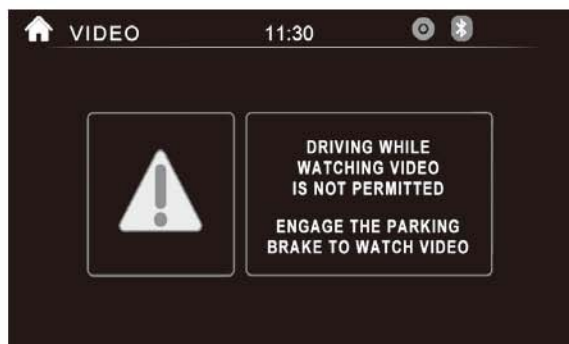 VIDEO 11:30
DRIVING WHILE
WATCHING VIDEO
IS NOT PERMITTED
ENGAGE THE PARKING
BRAKE TO WATCH VIDEO